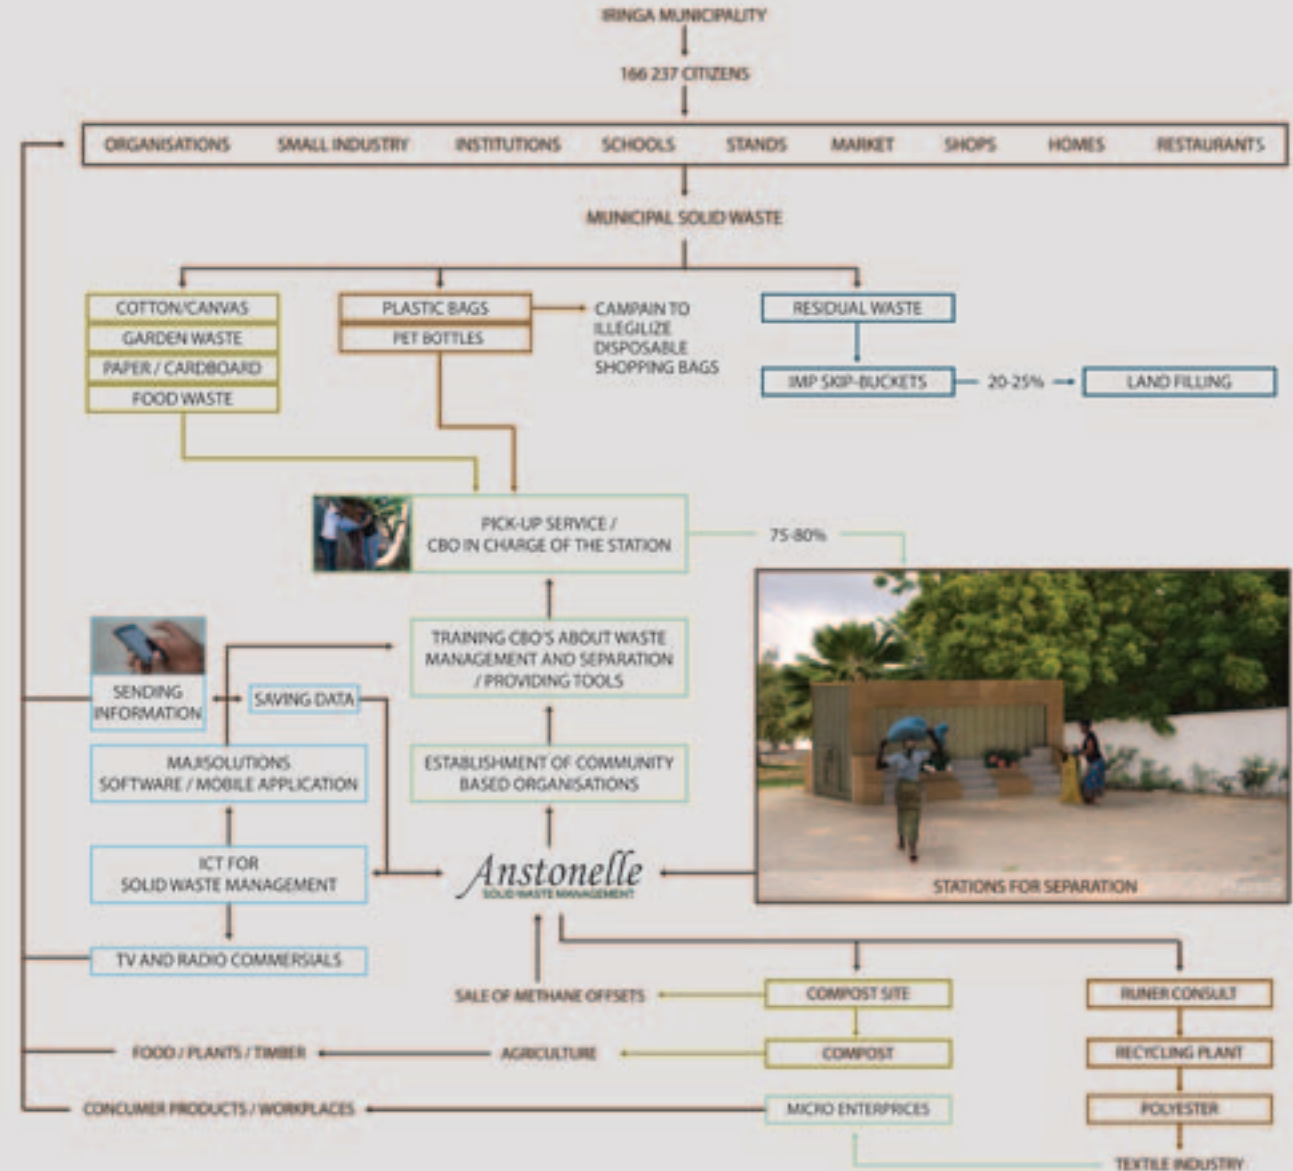 IRINGA MUNICIPALITY
166 237 CITIZENS
ORGANISATIONS SMALL INDUSTRY INSTITUTIONS SCHOOLS STANDS MARKET SHOPS HOMES RESTAURANTS
MUNICIPAL SOLID WASTE
COTTON/CANVAS
GARDEN WASTE
PAPER / CARDBOARD
FOOD WASTE
PLASTIC BAGS
PET BOTTLES
CAMPAIN TO
ILLEGILIZE
DISPOSABLE
SHOPPING BAGS
RESIDUAL WASTE
IMP SKIP-BUCKETS
20-25%
LAND FILLING
PICK-UP SERVICE /
CBO IN CHARGE OF THE STATION
75-80%
TRAINING CBO'S ABOUT WASTE
MANAGEMENT AND SEPARATION
/ PROVIDING TOOLS
SENDING
INFORMATION
SAVING DATA
MAJISOLUTIONS
SOFTWARE / MOBILE APPLICATION
ESTABLISHMENT OF COMMUNITY
BASED ORGANISATIONS
ICT FOR
SOLID WASTE MANAGEMENT
Anstonelle
SOLID WASTE MANAGEMENT
STATIONS FOR SEPARATION
TV AND RADIO COMMERSIALS
SALE OF METHANE OFFSETS
COMPOST SITE
RUNER CONSULT
FOOD / PLANTS / TIMBER
AGRICULTURE
COMPOST
RECYCLING PLANT
CONCUMER PRODUCTS / WORKPLACES
MICRO ENTERPRICES
POLYESTER
TEXTILE INDUSTRY